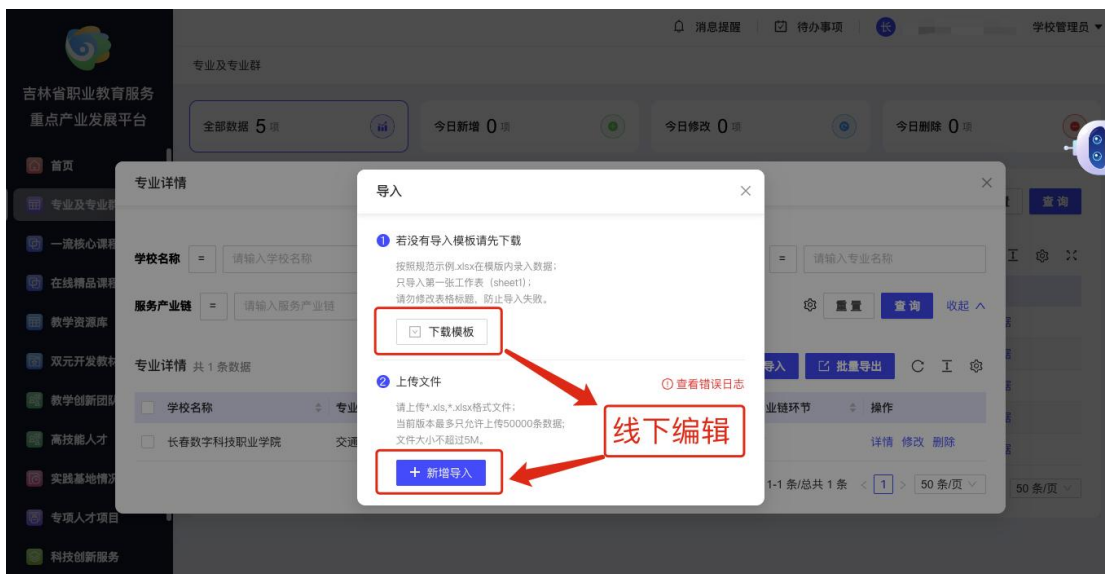 消息提醒
待办事项
长
学校管理员
吉林省职业教育服务
重点产业发展平台
专业及专业群
全部数据 5 项
今日新增 0 项
今日修改 0 项
今日删除 0 项
首页
专业及专业群
一流核心课程
在线精品课程
教学资源库
双元开发教材
教学创新团队
高技能人才
实践基地情况
专项人才项目
科技创新服务
查询
专业详情
学校名称 = 请输入学校名称
= 请输入专业名称
服务产业链 = 请输入服务产业链
重置
查询
收起
专业详情 共 1 条数据
导入
批量导出
学校名称
专业
业链环节
操作
长春数字科技职业学院
交通
详情 修改 删除
1-1 条/总共 1 条 < 1 > 50 条/页
50 条/页
导入
1 若没有导入模板请先下载
按照规范示例.xlsx在模版内录入数据;
只导入第一张工作表（sheet1）;
请勿修改表格标题，防止导入失败。
下载模板
2 上传文件
查看错误日志
请上传*.xls,*.xlsx格式文件;
当前版本最多只允许上传50000条数据;
文件大小不超过5M。
+ 新增导入
线下编辑